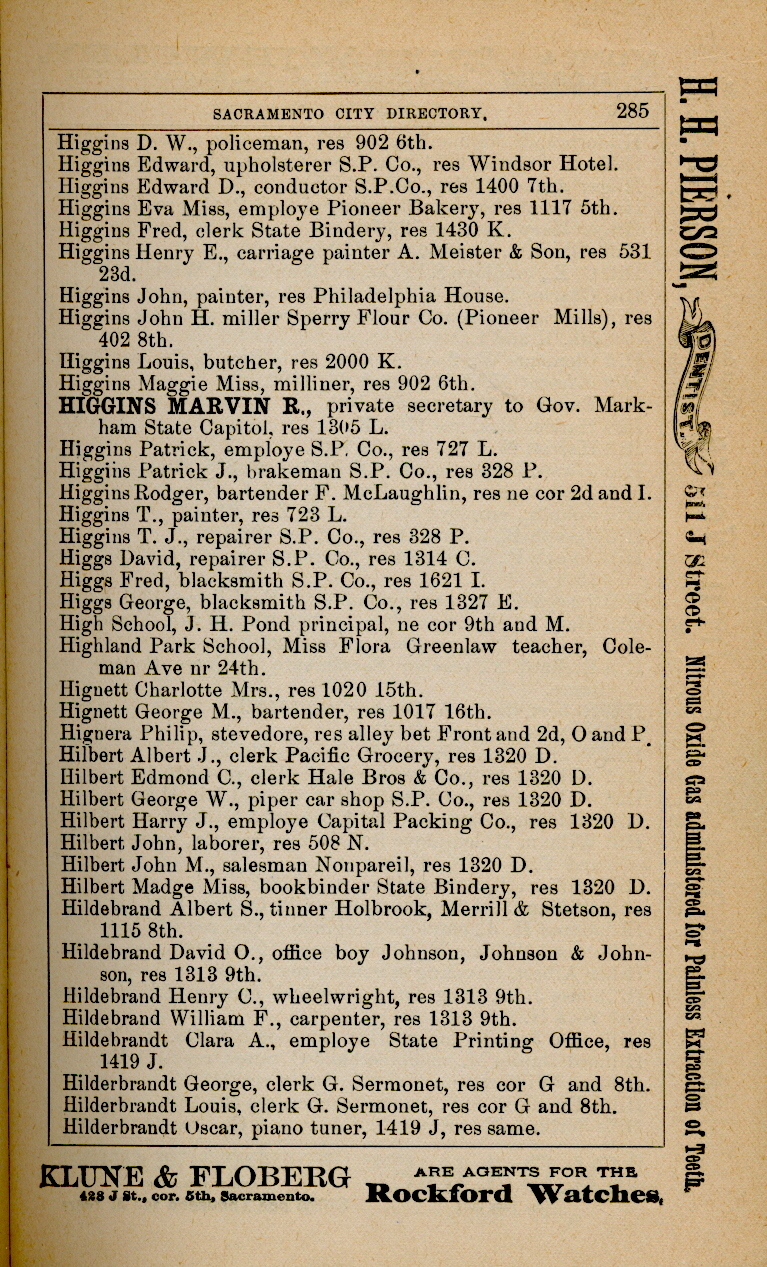 SACRAMENTO CITY DIRECTORY. 285
Higgins D. W., policeman, res 902 6th.
Higgins Edward, upholsterer S.P. Co., res Windsor Hotel.
Higgins Edward D., conductor S.P.Co., res 1400 7th.
Higgins Eva Miss, employe Pioneer Bakery, res 1117 5th.
Higgins Fred, clerk State Bindery, res 1430 K.
Higgins Henry E., carriage painter A. Meister & Son, res 531
23d.
Higgins John, painter, res Philadelphia House.
Higgins John H. miller Sperry Flour Co. (Pioneer Mills), res
402 8th.
Higgins Louis, butcher, res 2000 K.
Higgins Maggie Miss, milliner, res 902 6th.
HIGGINS MARVIN R., private secretary to Gov. Mark-
ham State Capitol, res 1305 L.
Higgins Patrick, employe S.P. Co., res 727 L.
Higgins Patrick J., brakeman S.P. Co., res 328 P.
Higgins Rodger, bartender F. McLaughlin, res ne cor 2d and I.
Higgins T., painter, res 723 L.
Higgins T. J., repairer S.P. Co., res 328 P.
Higgs David, repairer S.P. Co., res 1314 C.
Higgs Fred, blacksmith S.P. Co., res 1621 I.
Higgs George, blacksmith S.P. Co., res 1327 E.
High School, J. H. Pond principal, ne cor 9th and M.
Highland Park School, Miss Flora Greenlaw teacher, Cole-
man Ave nr 24th.
Hignett Charlotte Mrs., res 1020 15th.
Hignett George M., bartender, res 1017 16th.
Hignera Philip, stevedore, res alley bet Front and 2d, O and P.
Hilbert Albert J., clerk Pacific Grocery, res 1320 D.
Hilbert Edmond C., clerk Hale Bros & Co., res 1320 D.
Hilbert George W., piper car shop S.P. Co., res 1320 D.
Hilbert Harry J., employe Capital Packing Co., res 1320 D.
Hilbert John, laborer, res 508 N.
Hilbert John M., salesman Nonpareil, res 1320 D.
Hilbert Madge Miss, bookbinder State Bindery, res 1320 D.
Hildebrand Albert S., tinner Holbrook, Merrill & Stetson, res
1115 8th.
Hildebrand David O., office boy Johnson, Johnson & John-
son, res 1313 9th.
Hildebrand Henry C., wheelwright, res 1313 9th.
Hildebrand William F., carpenter, res 1313 9th.
Hildebrandt Clara A., employe State Printing Office, res
1419 J.
Hilderbrandt George, clerk G. Sermonet, res cor G and 8th.
Hilderbrandt Louis, clerk G. Sermonet, res cor G and 8th.
Hilderbrandt Oscar, piano tuner, 1419 J, res same.
KLUNE & FLOBERG
428 J St., cor. 5th, Sacramento.
ARE AGENTS FOR THE
Rockford Watches,
H. H. PIERSON, DENTIST. 511 J Street. Nitrous Oxide Gas administered for Painless Extraction of Teeth.